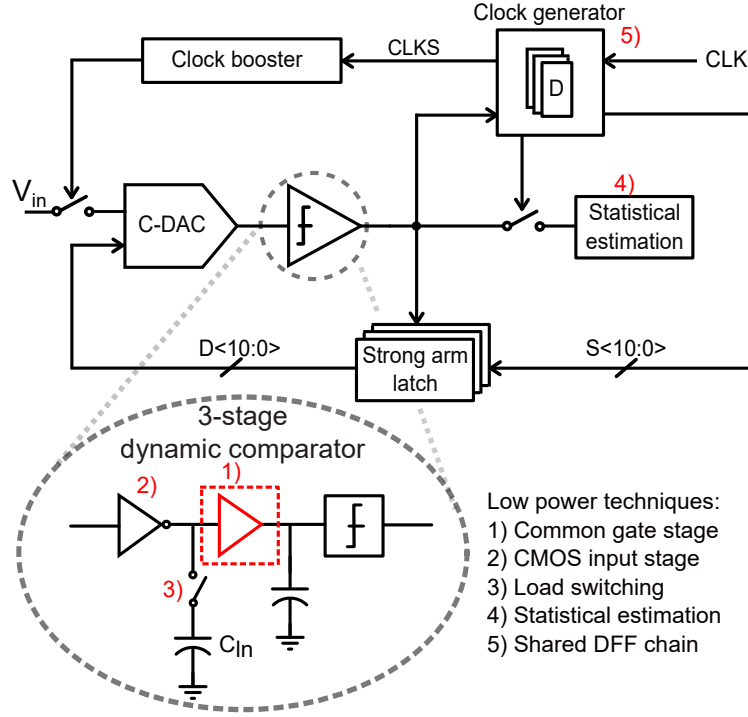 Clock generator
5)
Clock booster
CLKS
CLK
D
V_in
C-DAC
4)
Statistical
estimation
D<10:0>
Strong arm
latch
S<10:0>
3-stage
dynamic comparator
1)
2)
3)
C_ln
Low power techniques:
1) Common gate stage
2) CMOS input stage
3) Load switching
4) Statistical estimation
5) Shared DFF chain